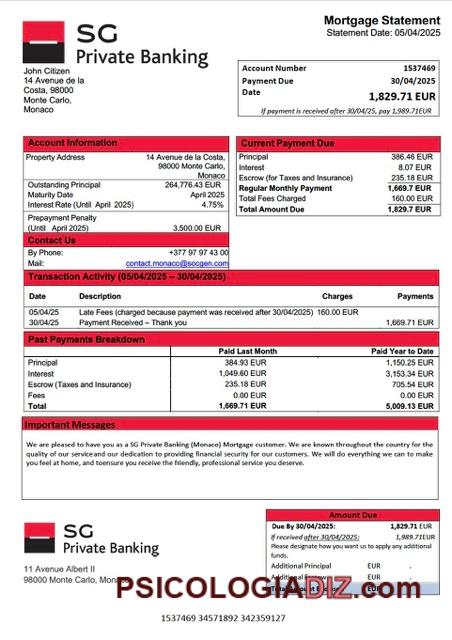 SG
Private Banking
Mortgage Statement
Statement Date: 05/04/2025
John Citizen
14 Avenue de la
Costa, 98000
Monte Carlo,
Monaco
Account Number 1537469
Payment Due 30/04/2025
Date 1,829.71 EUR
If payment is received after 30/04/2025, pay 1,989.71EUR
Account Information
Property Address 14 Avenue de la Costa,
98000 Monte Carlo,
Monaco
Outstanding Principal 264,776.43 EUR
Maturity Date April 2025
Interest Rate (Until April 2025) 4.75%
Prepayment Penalty
(Until April 2025) 3,500.00 EUR
Contact Us
By Phone: +377 97 97 43 00
Mail: contact.monaco@socgen.com
Current Payment Due
Principal 386.46 EUR
Interest 8.07 EUR
Escrow (for Taxes and Insurance) 235.18 EUR
Regular Monthly Payment 1,669.7 EUR
Total Fees Charged 160.00 EUR
Total Amount Due 1,829.7 EUR
Transaction Activity (05/04/2025 – 30/04/2025)
Date Description Charges Payments
05/04/25 Late Fees (charged because payment was received after 30/04/2025) 160.00 EUR
30/04/25 Payment Received – Thank you 1,669.71 EUR
Past Payments Breakdown
Paid Last Month Paid Year to Date
Principal 384.93 EUR 1,150.25 EUR
Interest 1,049.60 EUR 3,153.34 EUR
Escrow (Taxes and Insurance) 235.18 EUR 705.54 EUR
Fees 0.00 EUR 0.00 EUR
Total 1,669.71 EUR 5,009.13 EUR
Important Messages
We are pleased to have you as a SG Private Banking (Monaco) Mortgage customer. We are known throughout the country for the
quality of our serviceand our dedication to providing financial security for our customers. We will do everything we can to make
you feel at home, and toensure you receive the friendly, professional service you deserve.
SG
Private Banking
11 Avenue Albert II
98000 Monte Carlo,
Amount Due
Due By 30/04/2025: 1,829.71 EUR
If received after 30/04/2025: 1,989.71EUR
Please designate how you want us to apply any additional
funds.
Additional Principal EUR .
Additional EUR .
PSICOLOGIADIZ.com
1537469 34571892 342359127